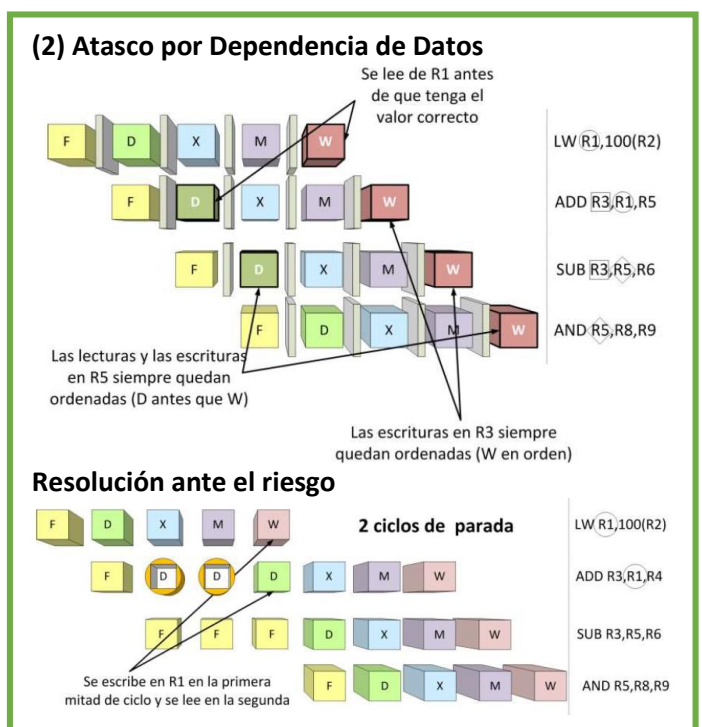 (2) Atasco por Dependencia de Datos
Se lee de R1 antes
de que tenga el
valor correcto
F D X M W LW R1,100(R2)
F D X M W ADD R3,R1,R5
F D X M W SUB R3,R5,R6
F D X M W AND R5,R8,R9
Las lecturas y las escrituras
en R5 siempre quedan
ordenadas (D antes que W)
Las escrituras en R3 siempre
quedan ordenadas (W en orden)
Resolución ante el riesgo
2 ciclos de parada
F D X M W LW R1,100(R2)
F D D D X M W ADD R3,R1,R4
F F F D X M W SUB R3,R5,R6
Se escribe en R1 en la primera
mitad de ciclo y se lee en la segunda
F D X M W AND R5,R8,R9